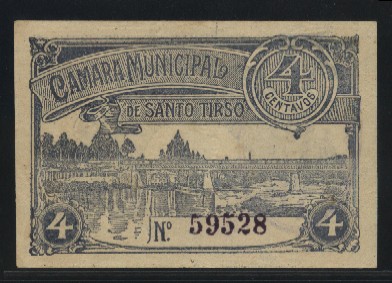 CAMARA MUNICIPAL
DE SANTO TIRSO
4
CENTAVOS
Nº 59528
4
4